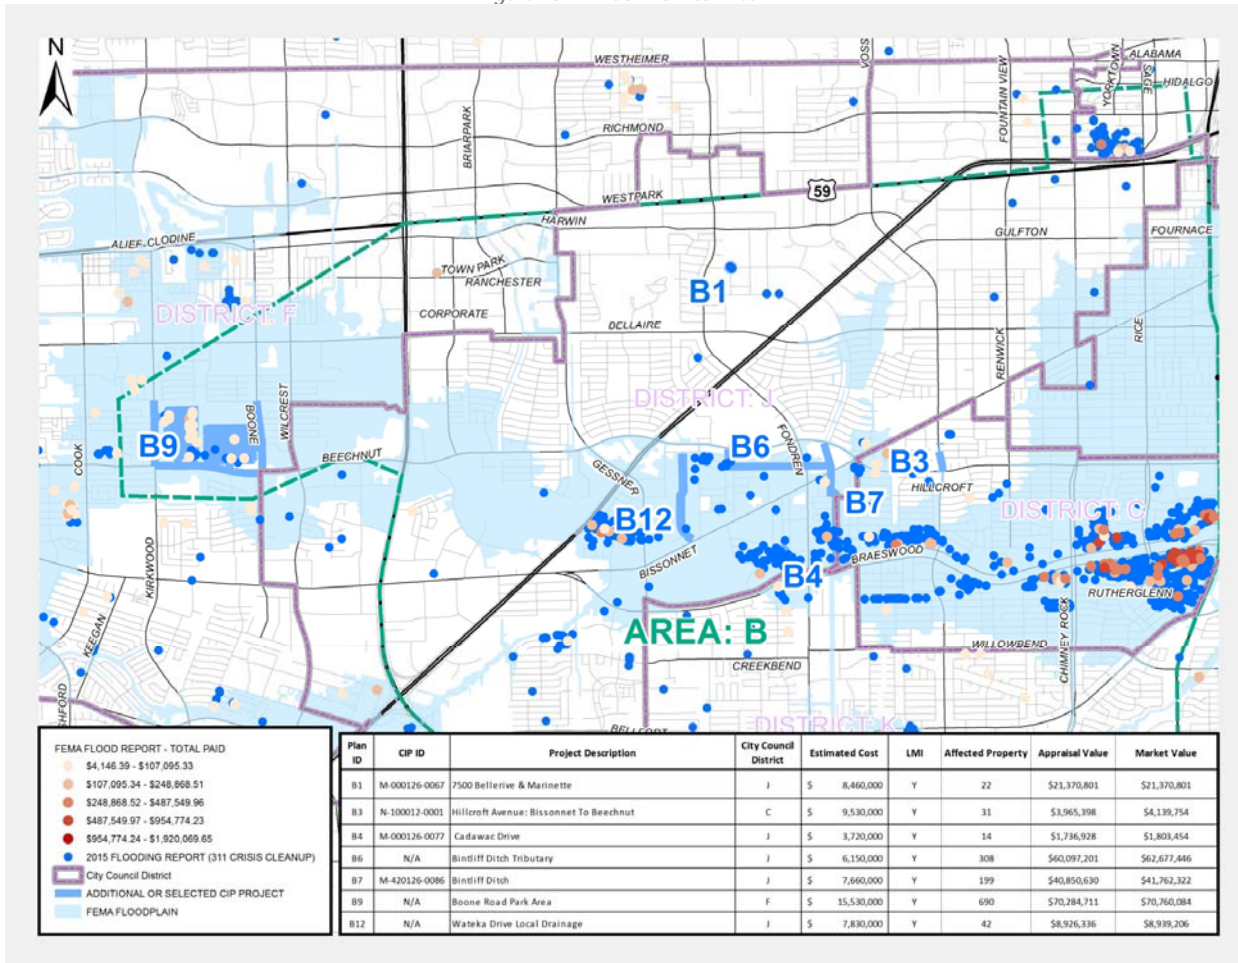 N
WESTHEIMER
VOSS
FOUNTAIN VIEW
YORKTOWN
SAGE
ALABAMA
HIDALGO
BRIARPARK
RICHMOND
WESTPARK
59
HARWIN
ALIEF CLODINE
GULFTON
FOURNACE
TOWN PARK
RANCHESTER
B1
DISTRICT: F
CORPORATE
BELLAIRE
RICE
RENWICK
DISTRICT: J
WILCREST
BOONE
FONDREN
B9
B6
B3
COOK
BEECHNUT
GESSNER
HILLCROFT
B7
DISTRICT: C
B12
BRAESWOOD
BISSONNET
B4
KIRKWOOD
RUTHERGLENN
KEEGAN
AREA: B
CHIMNEY ROCK
WILLOWBEND
CREEKBEND
SHFORD
DISTRICT: K
BELLFORT
FEMA FLOOD REPORT - TOTAL PAID
$4,146.39 - $107,095.33
$107,095.34 - $248,868.51
$248,868.52 - $487,549.96
$487,549.97 - $954,774.23
$954,774.24 - $1,920,069.65
2015 FLOODING REPORT (311 CRISIS CLEANUP)
City Council District
ADDITIONAL OR SELECTED CIP PROJECT
FEMA FLOODPLAIN
Plan ID CIP ID Project Description City Council District Estimated Cost LMI Affected Property Appraisal Value Market Value
B1 M-000126-0067 7500 Bellerive & Marinette J $ 8,460,000 Y 22 $21,370,801 $21,370,801
B3 N-100012-0001 Hillcroft Avenue: Bissonnet To Beechnut C $ 9,530,000 Y 31 $3,965,398 $4,139,754
B4 M-000126-0077 Cadawac Drive J $ 3,720,000 Y 14 $1,736,928 $1,803,454
B6 N/A Bintliff Ditch Tributary J $ 6,150,000 Y 308 $60,097,201 $62,677,446
B7 M-420126-0086 Bintliff Ditch J $ 7,660,000 Y 199 $40,850,630 $41,762,322
B9 N/A Boone Road Park Area F $ 15,530,000 Y 690 $70,284,711 $70,760,084
B12 N/A Wateka Drive Local Drainage J $ 7,830,000 Y 42 $8,926,336 $8,939,206